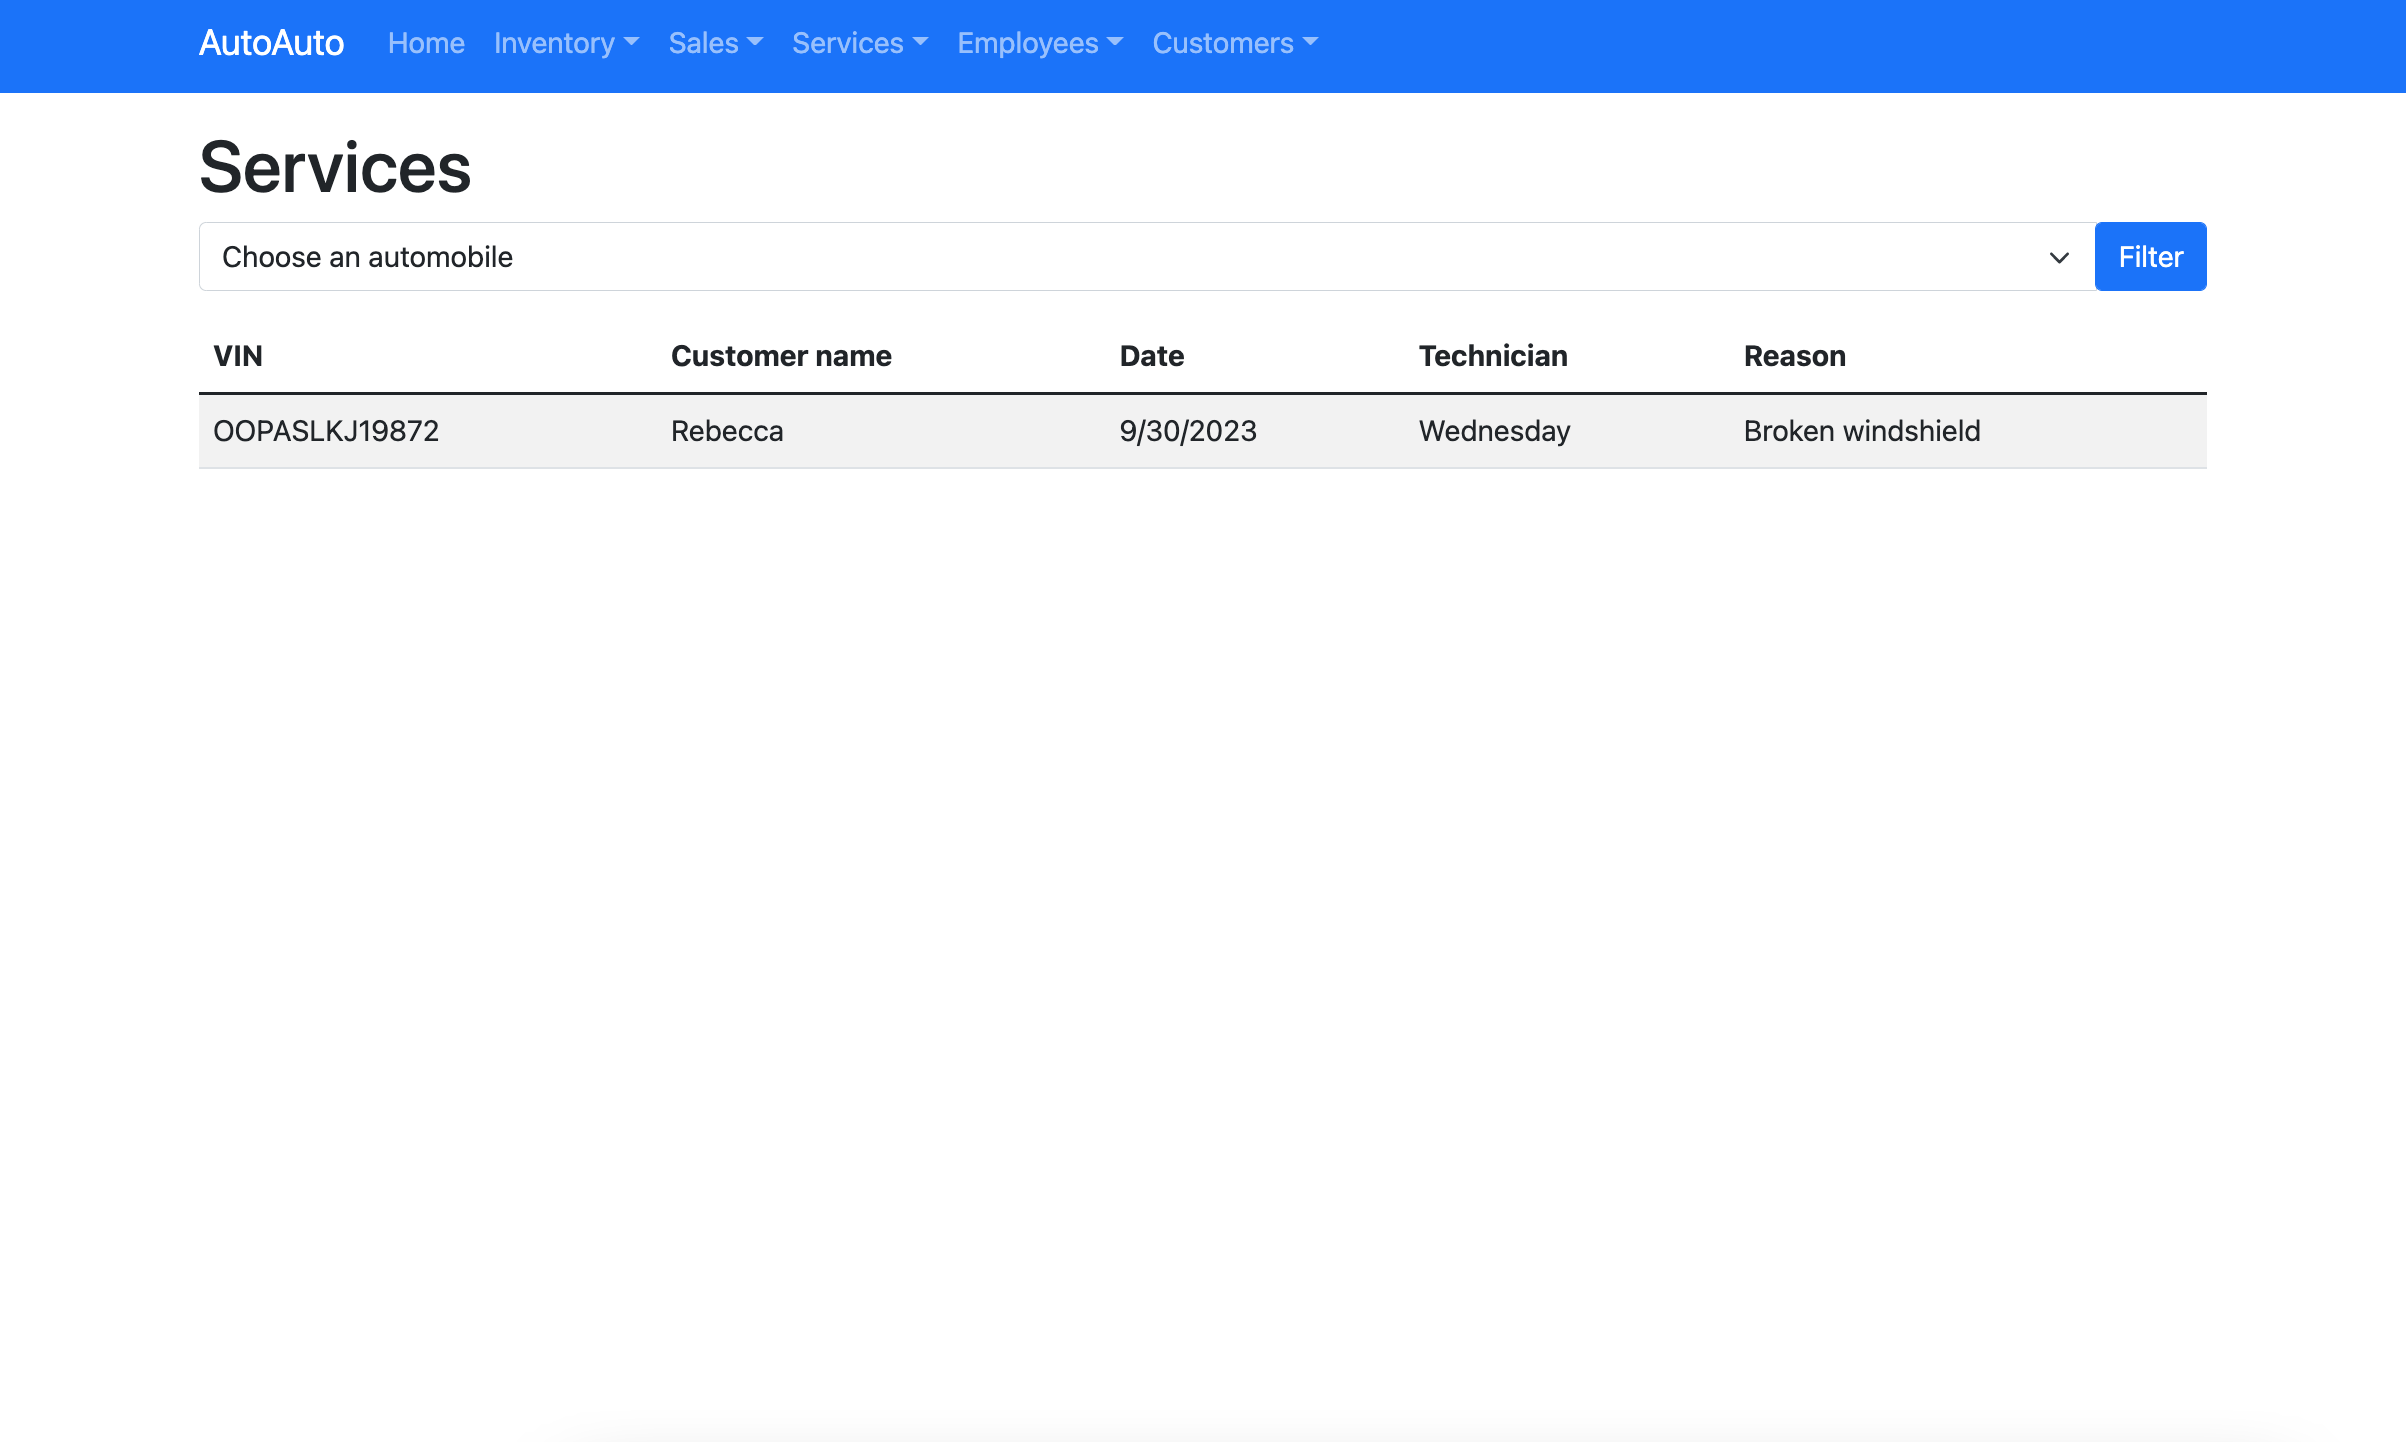 AutoAuto Home Inventory Sales Services Employees Customers
Services
Choose an automobile Filter
VIN Customer name Date Technician Reason
OOPASLKJ19872 Rebecca 9/30/2023 Wednesday Broken windshield